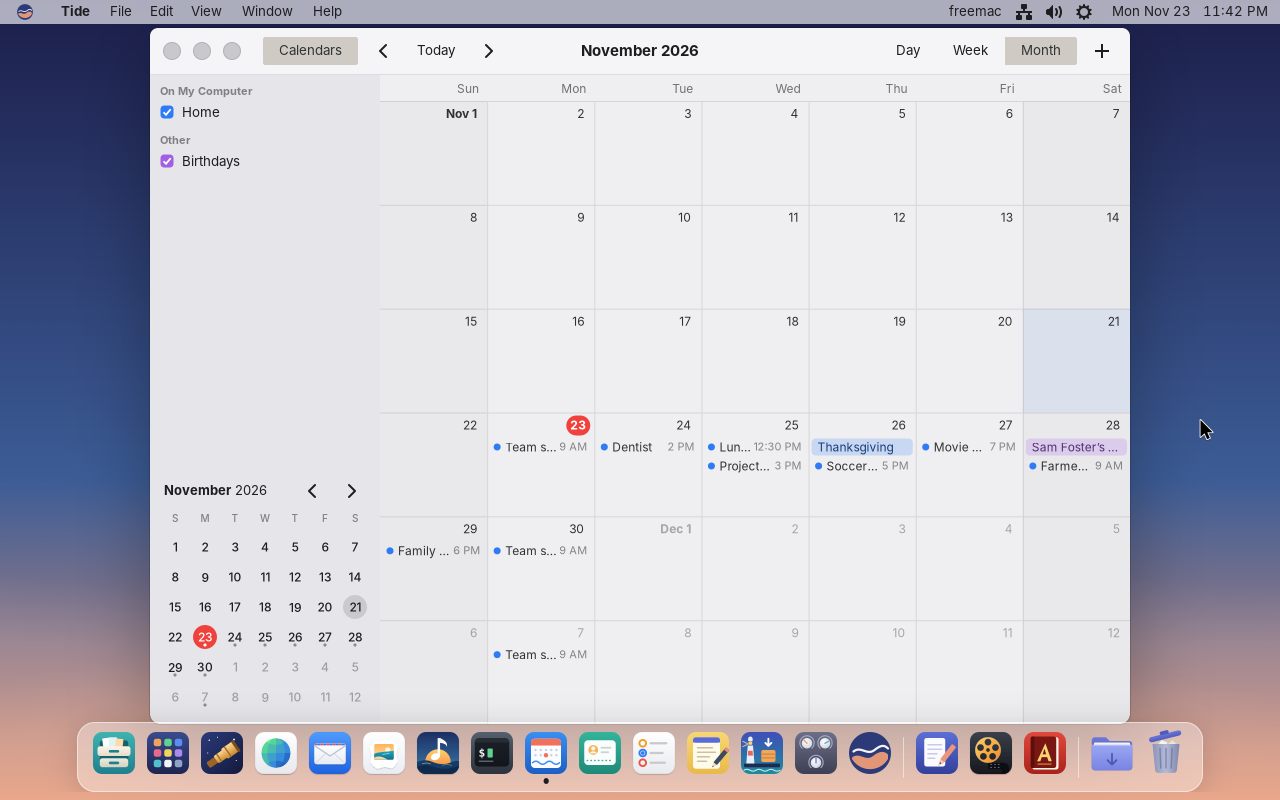 Tide File Edit View Window Help freemac Mon Nov 23 11:42 PM
Calendars Today November 2026 Day Week Month
On My Computer
Home
Other
Birthdays
November 2026
S M T W T F S
1 2 3 4 5 6 7
8 9 10 11 12 13 14
15 16 17 18 19 20 21
22 23 24 25 26 27 28
29 30 1 2 3 4 5
6 7 8 9 10 11 12
Sun Mon Tue Wed Thu Fri Sat
Nov 1 2 3 4 5 6 7
8 9 10 11 12 13 14
15 16 17 18 19 20 21
22 23 24 25 26 27 28
Team s... 9 AM Dentist 2 PM Lun... 12:30 PM Thanksgiving Movie ... 7 PM Sam Foster's ...
Project... 3 PM Soccer... 5 PM Farme... 9 AM
29 30 Dec 1 2 3 4 5
Family ... 6 PM Team s... 9 AM
6 7 8 9 10 11 12
Team s... 9 AM
$
A